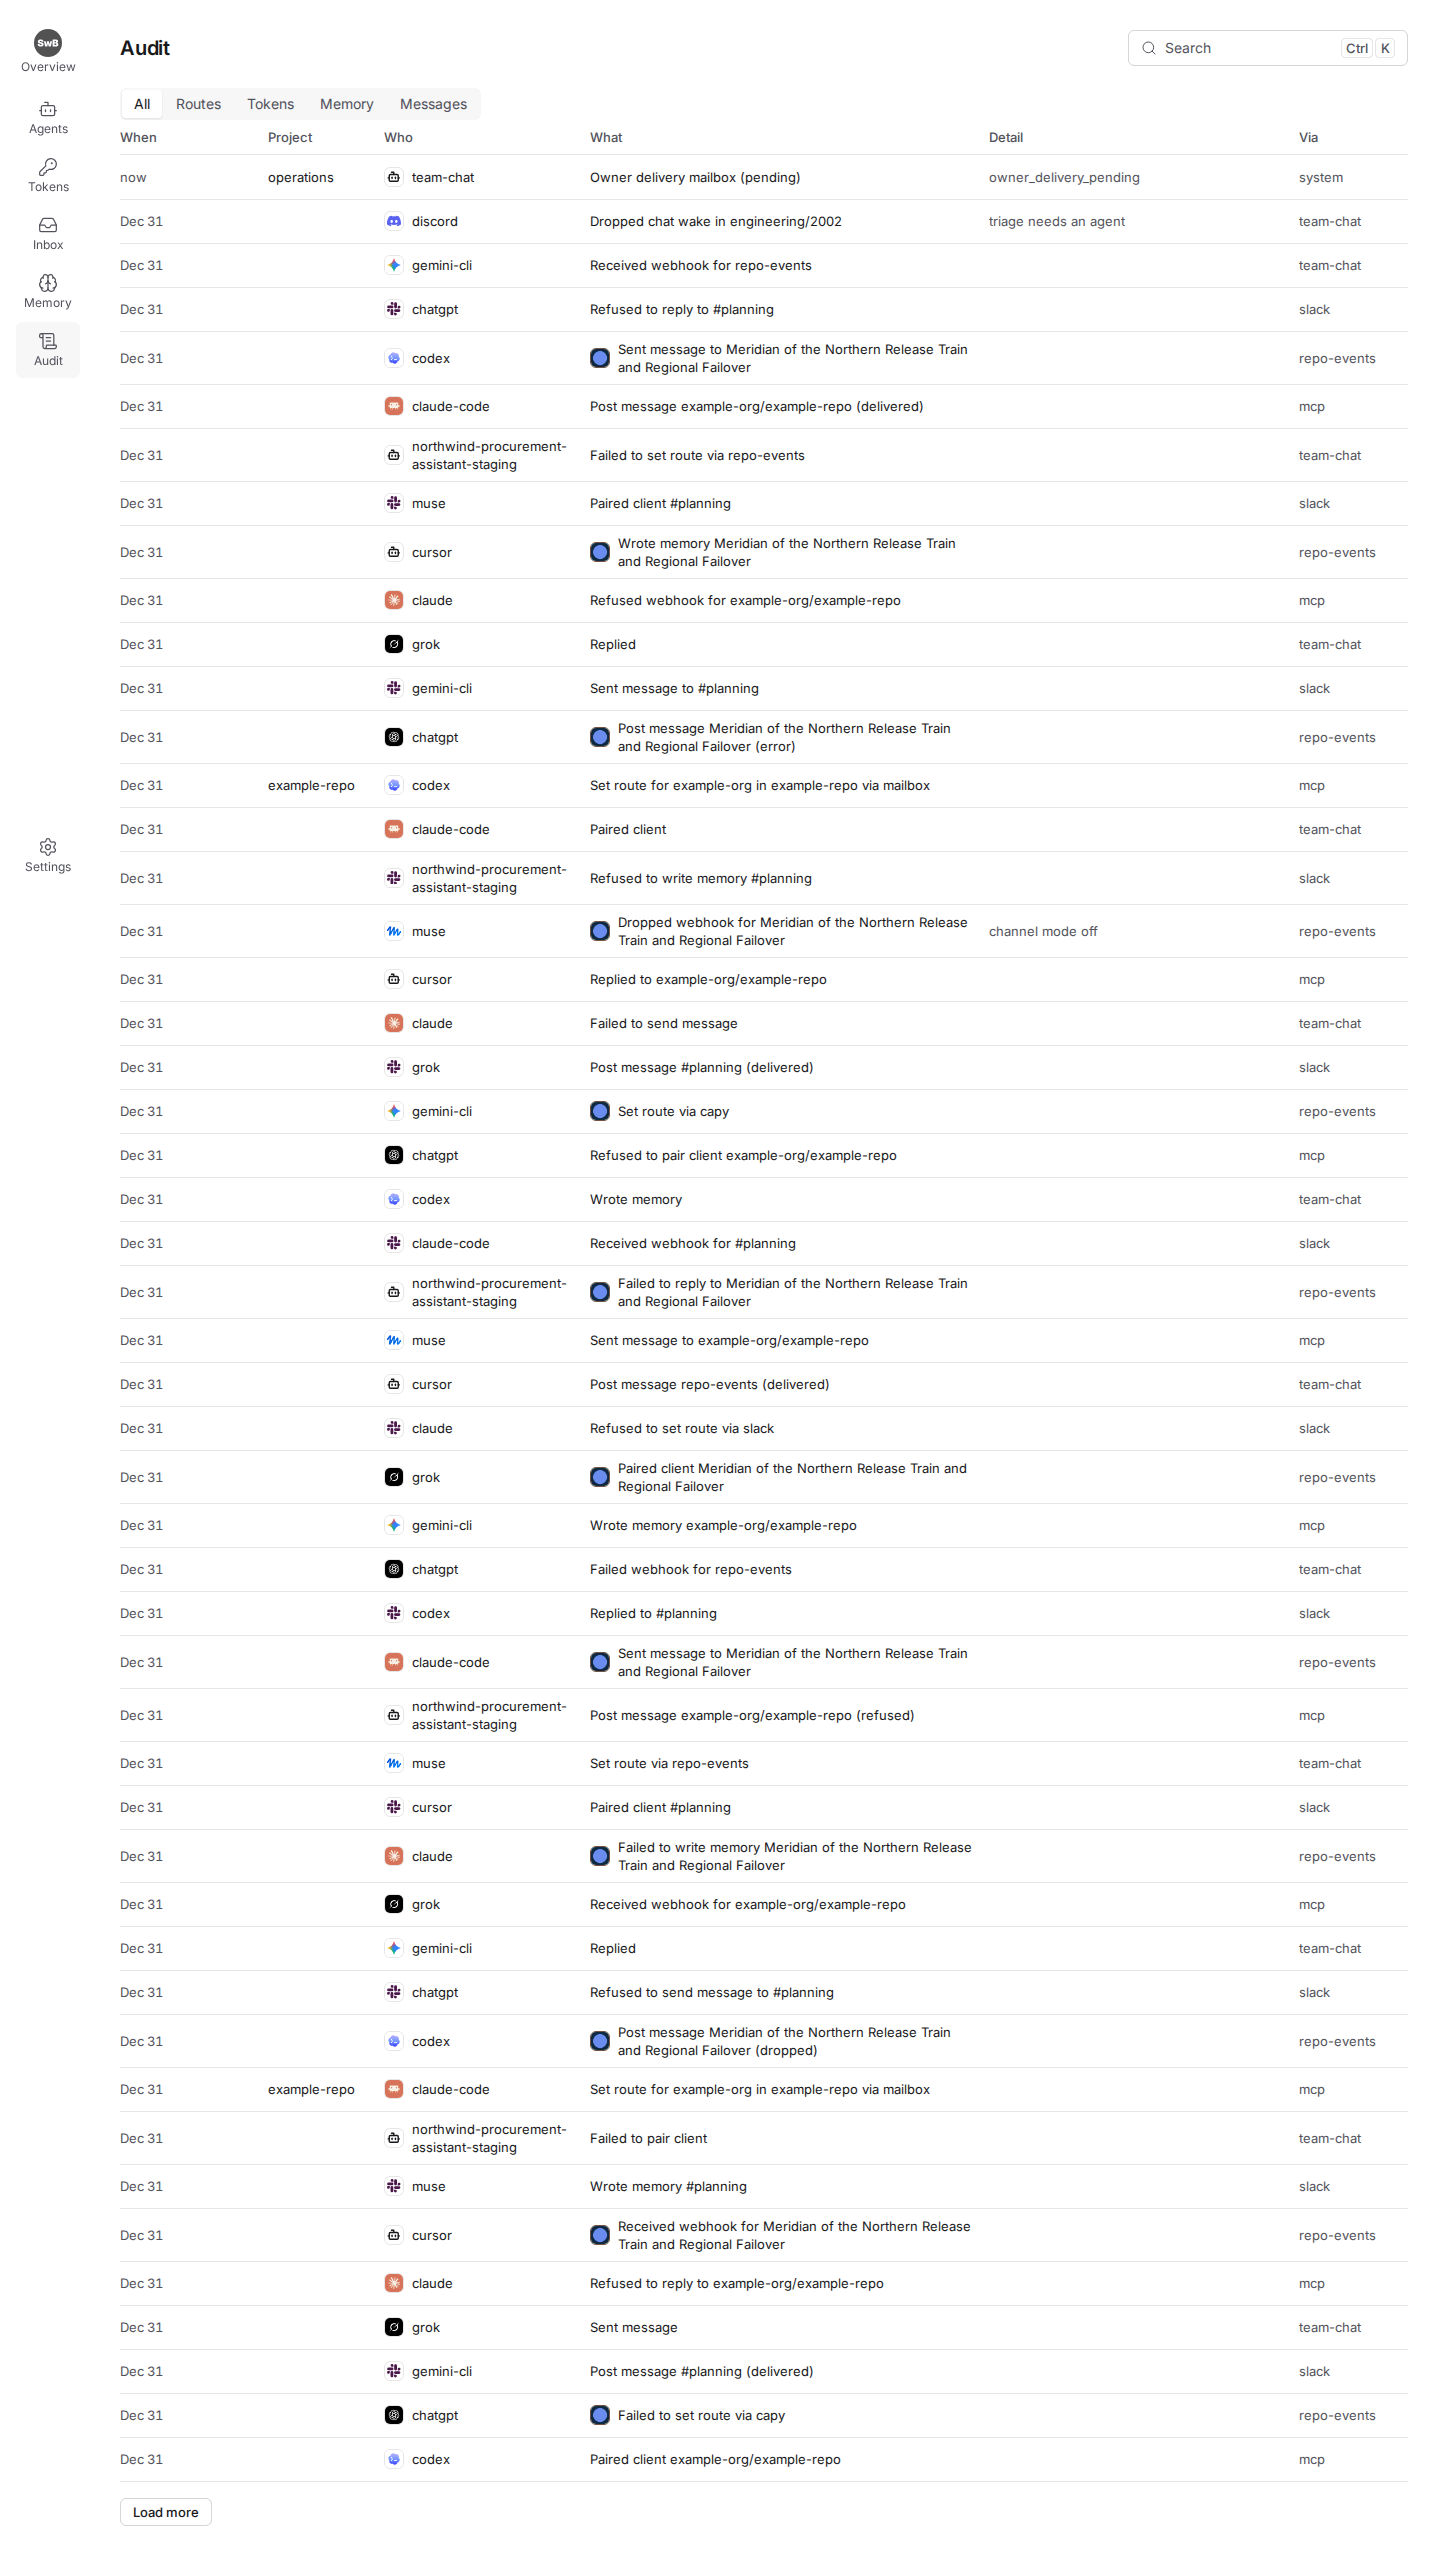 SwB
Overview
Agents
Tokens
Inbox
Memory
Audit
Settings
Audit
Search Ctrl K
All Routes Tokens Memory Messages
When Project Who What Detail Via
now operations team-chat Owner delivery mailbox (pending) owner_delivery_pending system
Dec 31 discord Dropped chat wake in engineering/2002 triage needs an agent team-chat
Dec 31 gemini-cli Received webhook for repo-events team-chat
Dec 31 chatgpt Refused to reply to #planning slack
Dec 31 codex Sent message to Meridian of the Northern Release Train
and Regional Failover repo-events
Dec 31 claude-code Post message example-org/example-repo (delivered) mcp
Dec 31 northwind-procurement-
assistant-staging Failed to set route via repo-events team-chat
Dec 31 muse Paired client #planning slack
Dec 31 cursor Wrote memory Meridian of the Northern Release Train
and Regional Failover repo-events
Dec 31 claude Refused webhook for example-org/example-repo mcp
Dec 31 grok Replied team-chat
Dec 31 gemini-cli Sent message to #planning slack
Dec 31 chatgpt Post message Meridian of the Northern Release Train
and Regional Failover (error) repo-events
Dec 31 example-repo codex Set route for example-org in example-repo via mailbox mcp
Dec 31 claude-code Paired client team-chat
Dec 31 northwind-procurement-
assistant-staging Refused to write memory #planning slack
Dec 31 muse Dropped webhook for Meridian of the Northern Release
Train and Regional Failover channel mode off repo-events
Dec 31 cursor Replied to example-org/example-repo mcp
Dec 31 claude Failed to send message team-chat
Dec 31 grok Post message #planning (delivered) slack
Dec 31 gemini-cli Set route via capy repo-events
Dec 31 chatgpt Refused to pair client example-org/example-repo mcp
Dec 31 codex Wrote memory team-chat
Dec 31 claude-code Received webhook for #planning slack
Dec 31 northwind-procurement-
assistant-staging Failed to reply to Meridian of the Northern Release Train
and Regional Failover repo-events
Dec 31 muse Sent message to example-org/example-repo mcp
Dec 31 cursor Post message repo-events (delivered) team-chat
Dec 31 claude Refused to set route via slack slack
Dec 31 grok Paired client Meridian of the Northern Release Train and
Regional Failover repo-events
Dec 31 gemini-cli Wrote memory example-org/example-repo mcp
Dec 31 chatgpt Failed webhook for repo-events team-chat
Dec 31 codex Replied to #planning slack
Dec 31 claude-code Sent message to Meridian of the Northern Release Train
and Regional Failover repo-events
Dec 31 northwind-procurement-
assistant-staging Post message example-org/example-repo (refused) mcp
Dec 31 muse Set route via repo-events team-chat
Dec 31 cursor Paired client #planning slack
Dec 31 claude Failed to write memory Meridian of the Northern Release
Train and Regional Failover repo-events
Dec 31 grok Received webhook for example-org/example-repo mcp
Dec 31 gemini-cli Replied team-chat
Dec 31 chatgpt Refused to send message to #planning slack
Dec 31 codex Post message Meridian of the Northern Release Train
and Regional Failover (dropped) repo-events
Dec 31 example-repo claude-code Set route for example-org in example-repo via mailbox mcp
Dec 31 northwind-procurement-
assistant-staging Failed to pair client team-chat
Dec 31 muse Wrote memory #planning slack
Dec 31 cursor Received webhook for Meridian of the Northern Release
Train and Regional Failover repo-events
Dec 31 claude Refused to reply to example-org/example-repo mcp
Dec 31 grok Sent message team-chat
Dec 31 gemini-cli Post message #planning (delivered) slack
Dec 31 chatgpt Failed to set route via capy repo-events
Dec 31 codex Paired client example-org/example-repo mcp
Load more